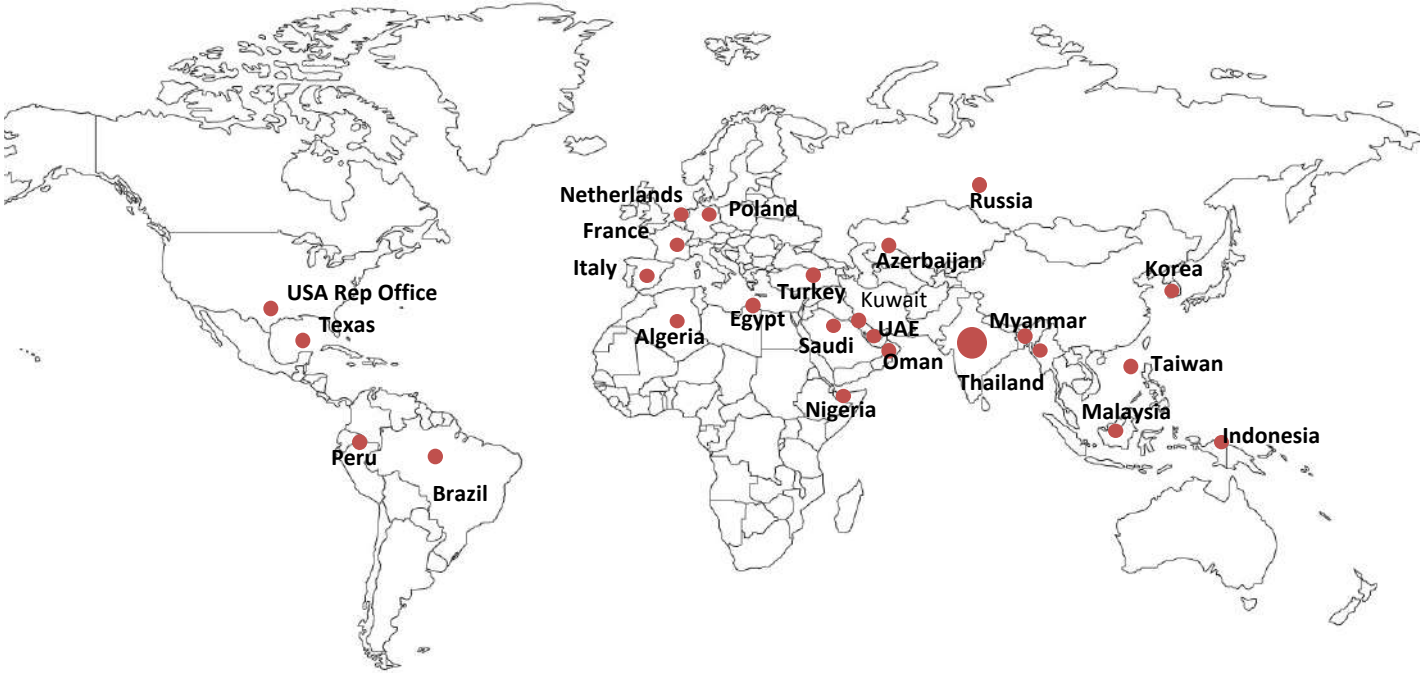 Netherlands
Poland
Russia
France
Italy
Azerbaijan
Korea
USA Rep Office
Turkey
Kuwait
Texas
Algeria
Egypt
Saudi
UAE
Myanmar
Oman
Taiwan
Thailand
Nigeria
Malaysia
Indonesia
Peru
Brazil